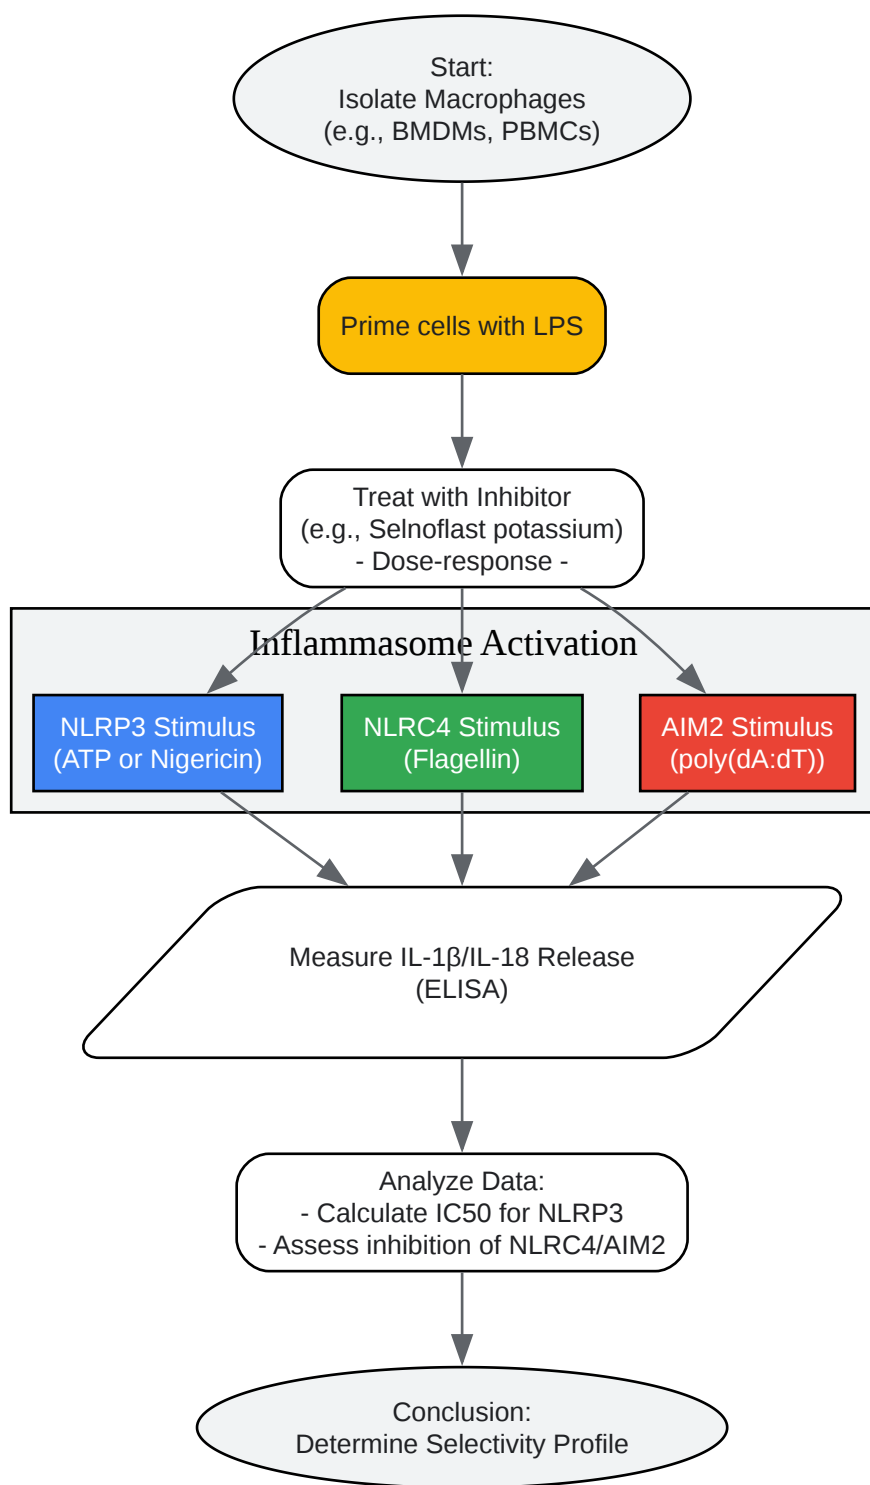 Start:
Isolate Macrophages
(e.g., BMDMs, PBMCs)
Prime cells with LPS
Treat with Inhibitor
(e.g., Selnoflast potassium)
- Dose-response -
Inflammasome Activation
NLRP3 Stimulus
(ATP or Nigericin)
NLRC4 Stimulus
(Flagellin)
AIM2 Stimulus
(poly(dA:dT))
Measure IL-1β/IL-18 Release
(ELISA)
Analyze Data:
- Calculate IC50 for NLRP3
- Assess inhibition of NLRC4/AIM2
Conclusion:
Determine Selectivity Profile